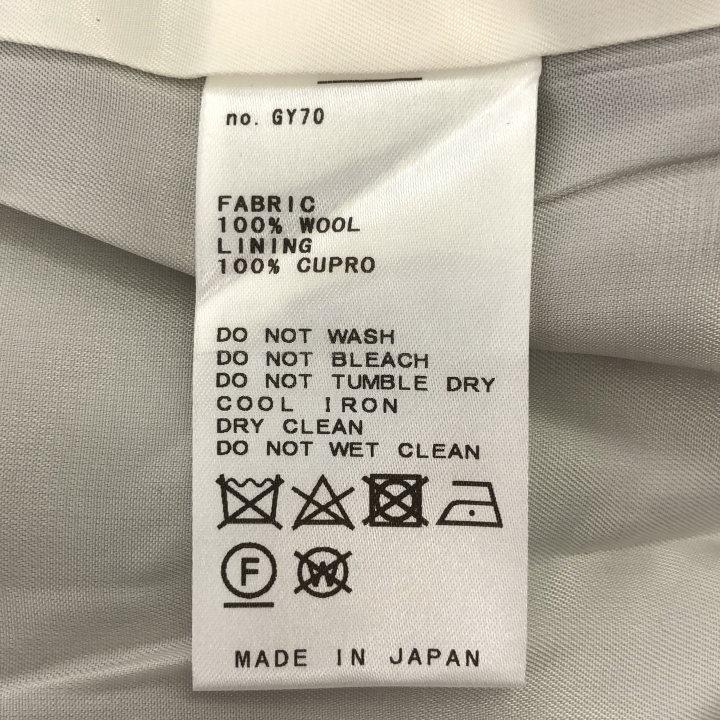 no. GY70
FABRIC
100% WOOL
LINING
100% CUPRO
DO NOT WASH
DO NOT BLEACH
DO NOT TUMBLE DRY
COOL IRON
DRY CLEAN
DO NOT WET CLEAN
F W
MADE IN JAPAN